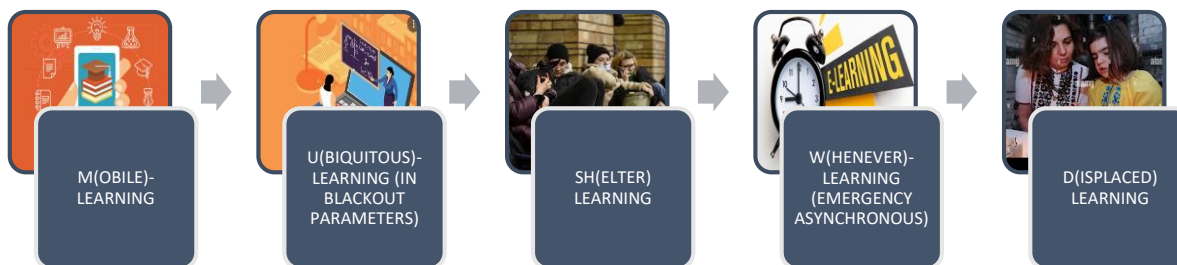 M(OBILE)-
LEARNING
U(BIQUITOUS)-
LEARNING (IN
BLACKOUT
PARAMETERS)
SH(ELTER)
LEARNING
E-LEARNING
W(HENEVER)-
LEARNING
(EMERGENCY
ASYNCHRONOUS)
D(ISPLACED)
LEARNING